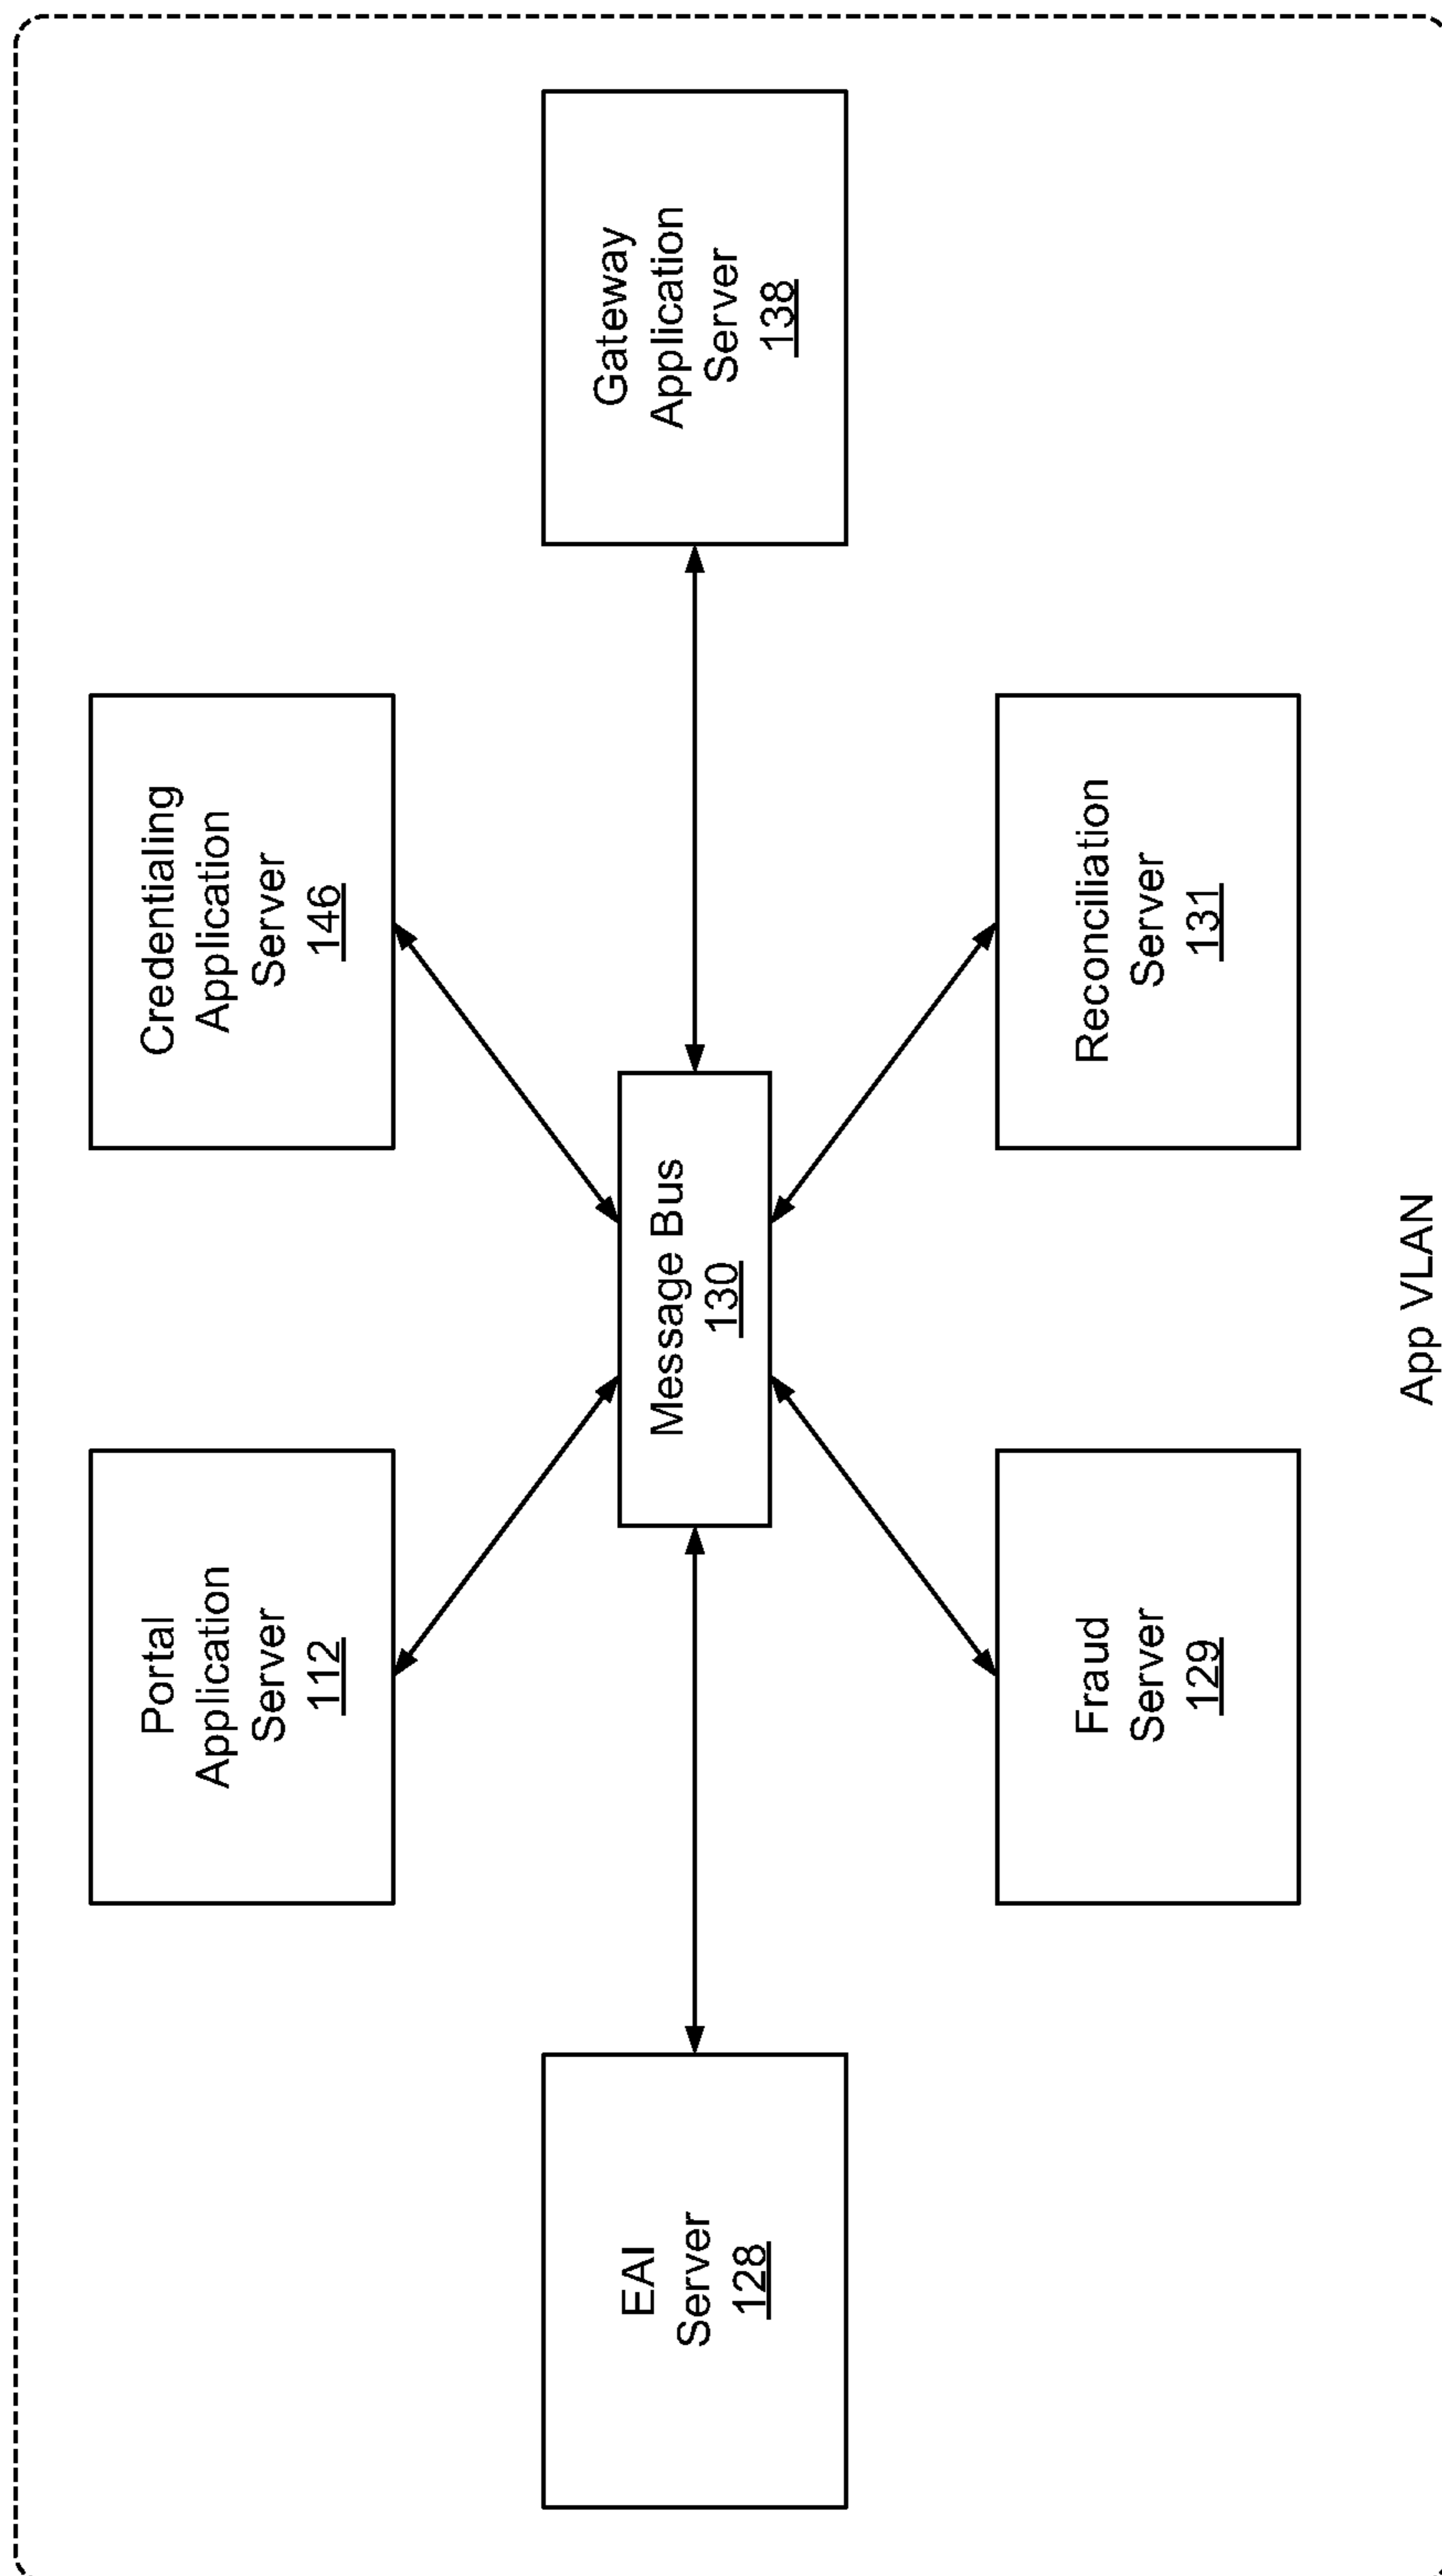 Portal
Application
Server
112
Credentialing
Application
Server
146
EAI
Server
128
Message Bus
130
Gateway
Application
Server
138
Fraud
Server
129
Reconciliation
Server
131
App VLAN